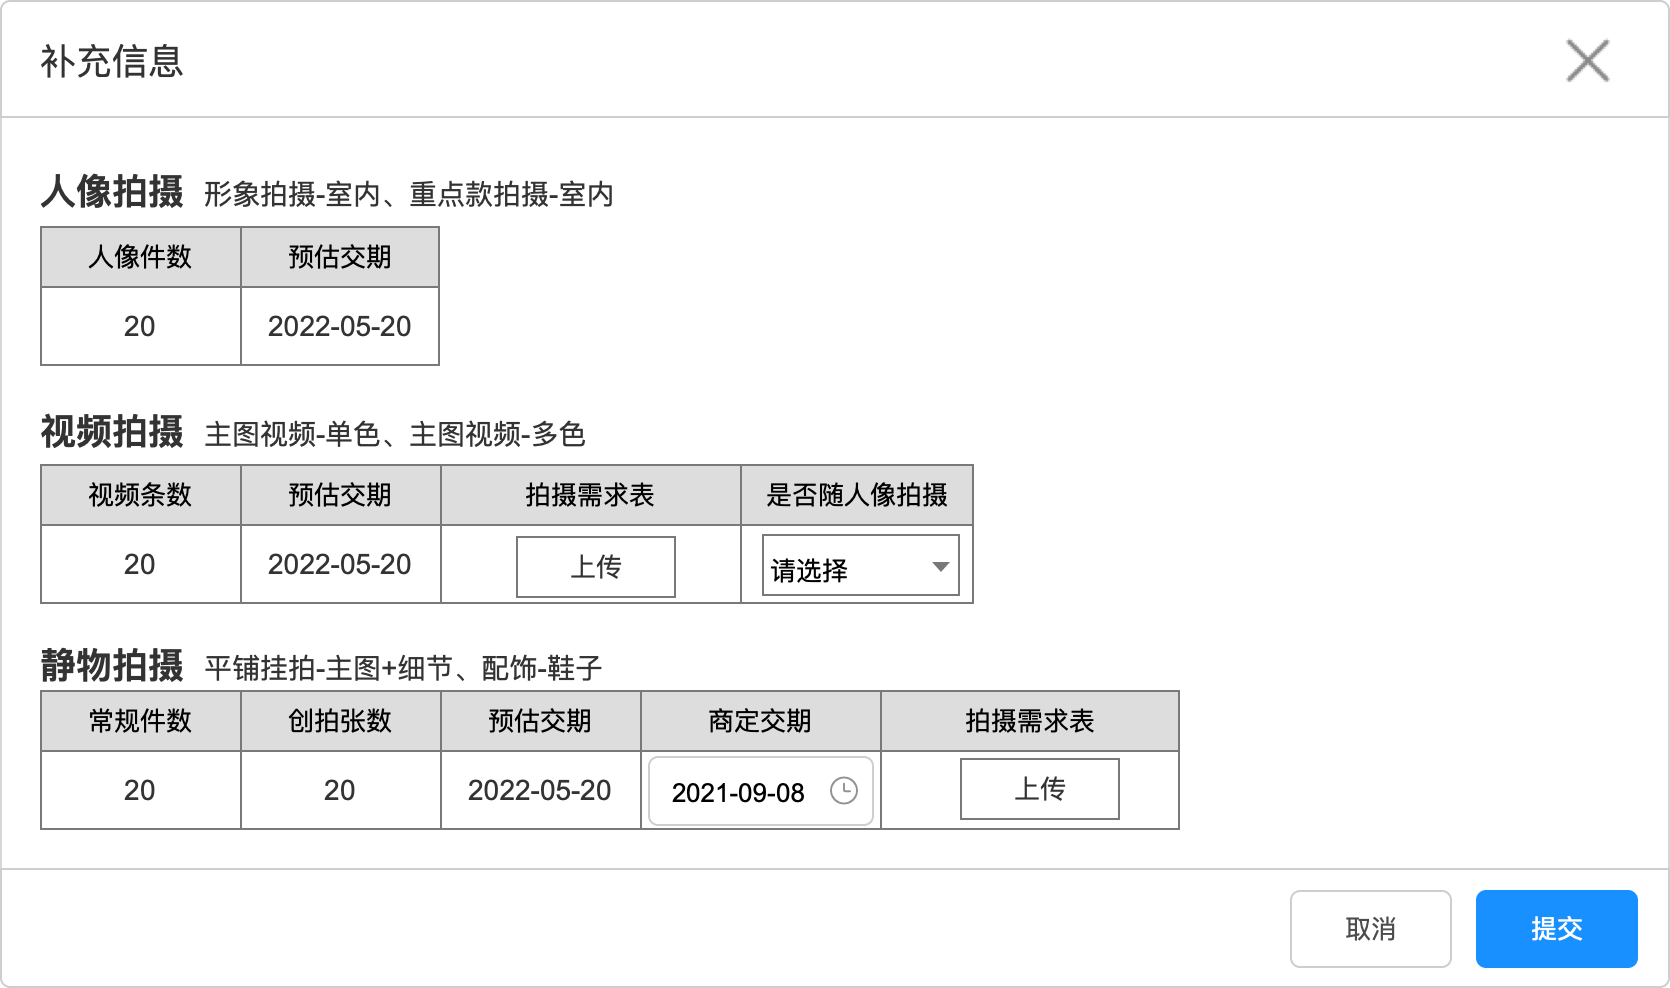 补充信息
人像拍摄 形象拍摄-室内、重点款拍摄-室内
人像件数 预估交期
20 2022-05-20
视频拍摄 主图视频-单色、主图视频-多色
视频条数 预估交期 拍摄需求表 是否随人像拍摄
20 2022-05-20 上传 请选择
静物拍摄 平铺挂拍-主图+细节、配饰-鞋子
常规件数 创拍张数 预估交期 商定交期 拍摄需求表
20 20 2022-05-20 2021-09-08 上传
取消 提交